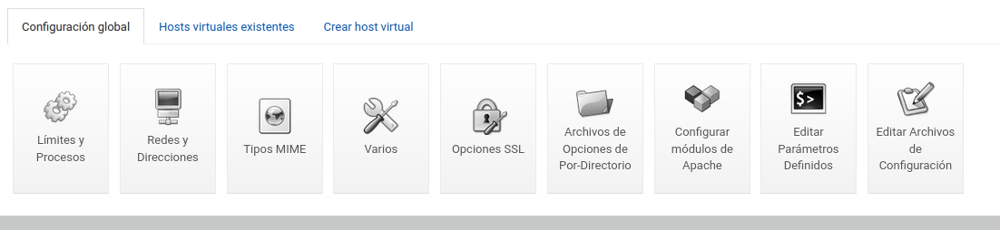 Configuración global
Hosts virtuales existentes
Crear host virtual
Límites y
Procesos
Redes y
Direcciones
Tipos MIME
Varios
Opciones SSL
Archivos de
Opciones de
Por-Directorio
Configurar
módulos de
Apache
$>
Editar
Parámetros
Definidos
Editar Archivos
de
Configuración